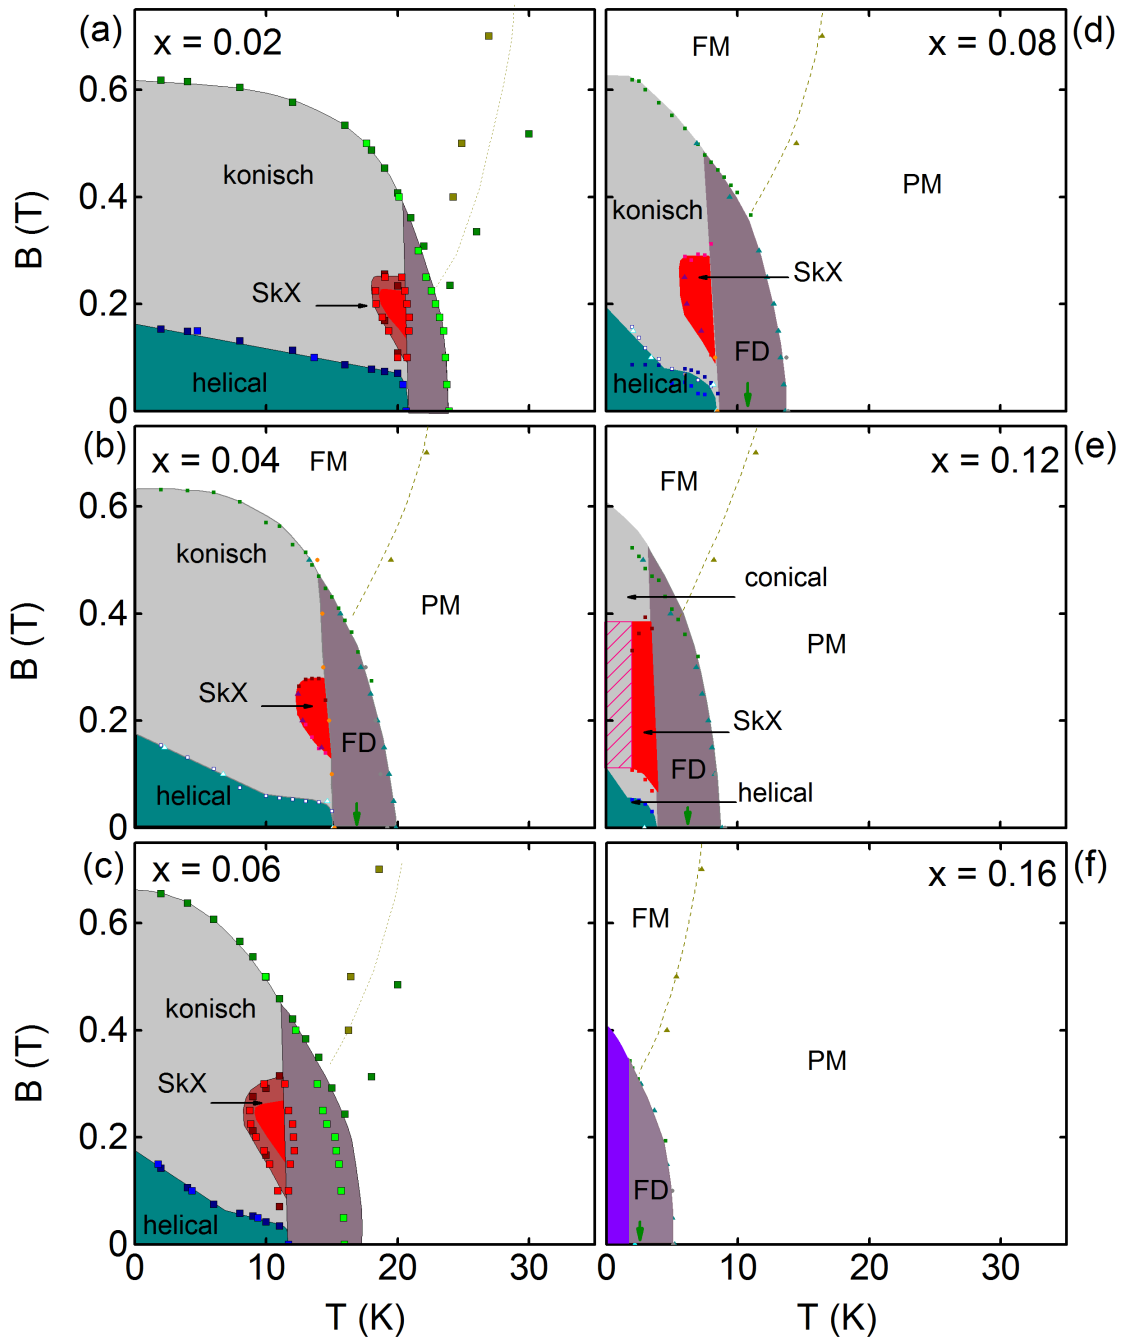 (a)
x = 0.02
B (T)
0.6
0.4
0.2
0
konisch
SkX
helical
(b)
x = 0.04
FM
B (T)
0.6
0.4
0.2
0
konisch
PM
SkX
FD
helical
(c)
x = 0.06
B (T)
0.6
0.4
0.2
0
konisch
SkX
helical
0
10
20
30
T (K)
(d)
x = 0.08
FM
PM
konisch
SkX
FD
helical
(e)
x = 0.12
FM
conical
PM
SkX
FD
helical
(f)
x = 0.16
FM
PM
FD
0
10
20
30
T (K)